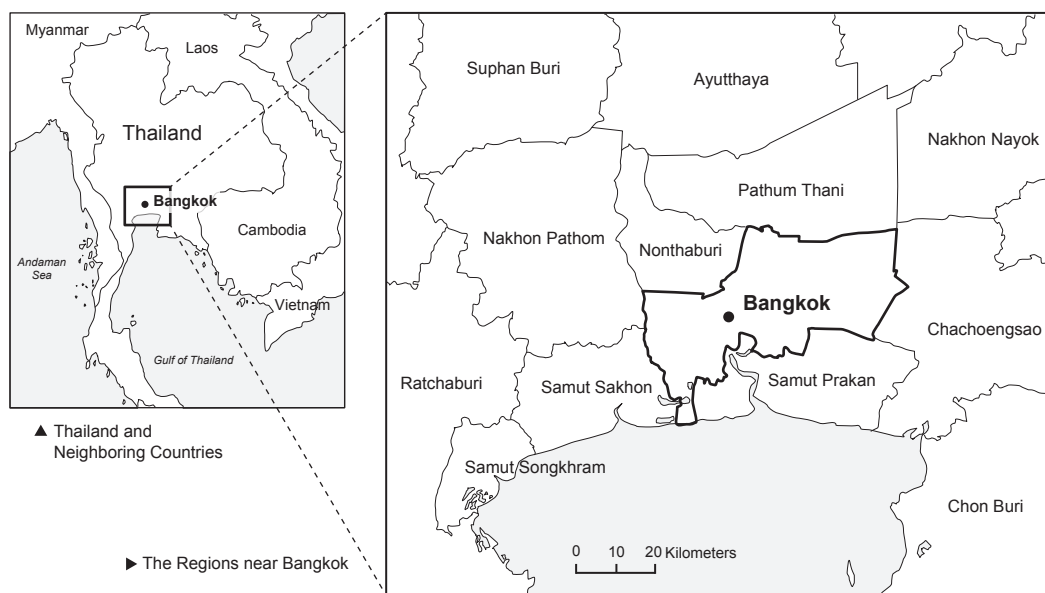 Myanmar
Laos
Thailand
Bangkok
Cambodia
Andaman
Sea
Vietnam
Gulf of Thailand
▲ Thailand and
Neighboring Countries
▶ The Regions near Bangkok
Suphan Buri
Ayutthaya
Nakhon Nayok
Pathum Thani
Nakhon Pathom
Nonthaburi
Bangkok
Chachoengsao
Ratchaburi
Samut Sakhon
Samut Prakan
Samut Songkhram
Chon Buri
0 10 20 Kilometers